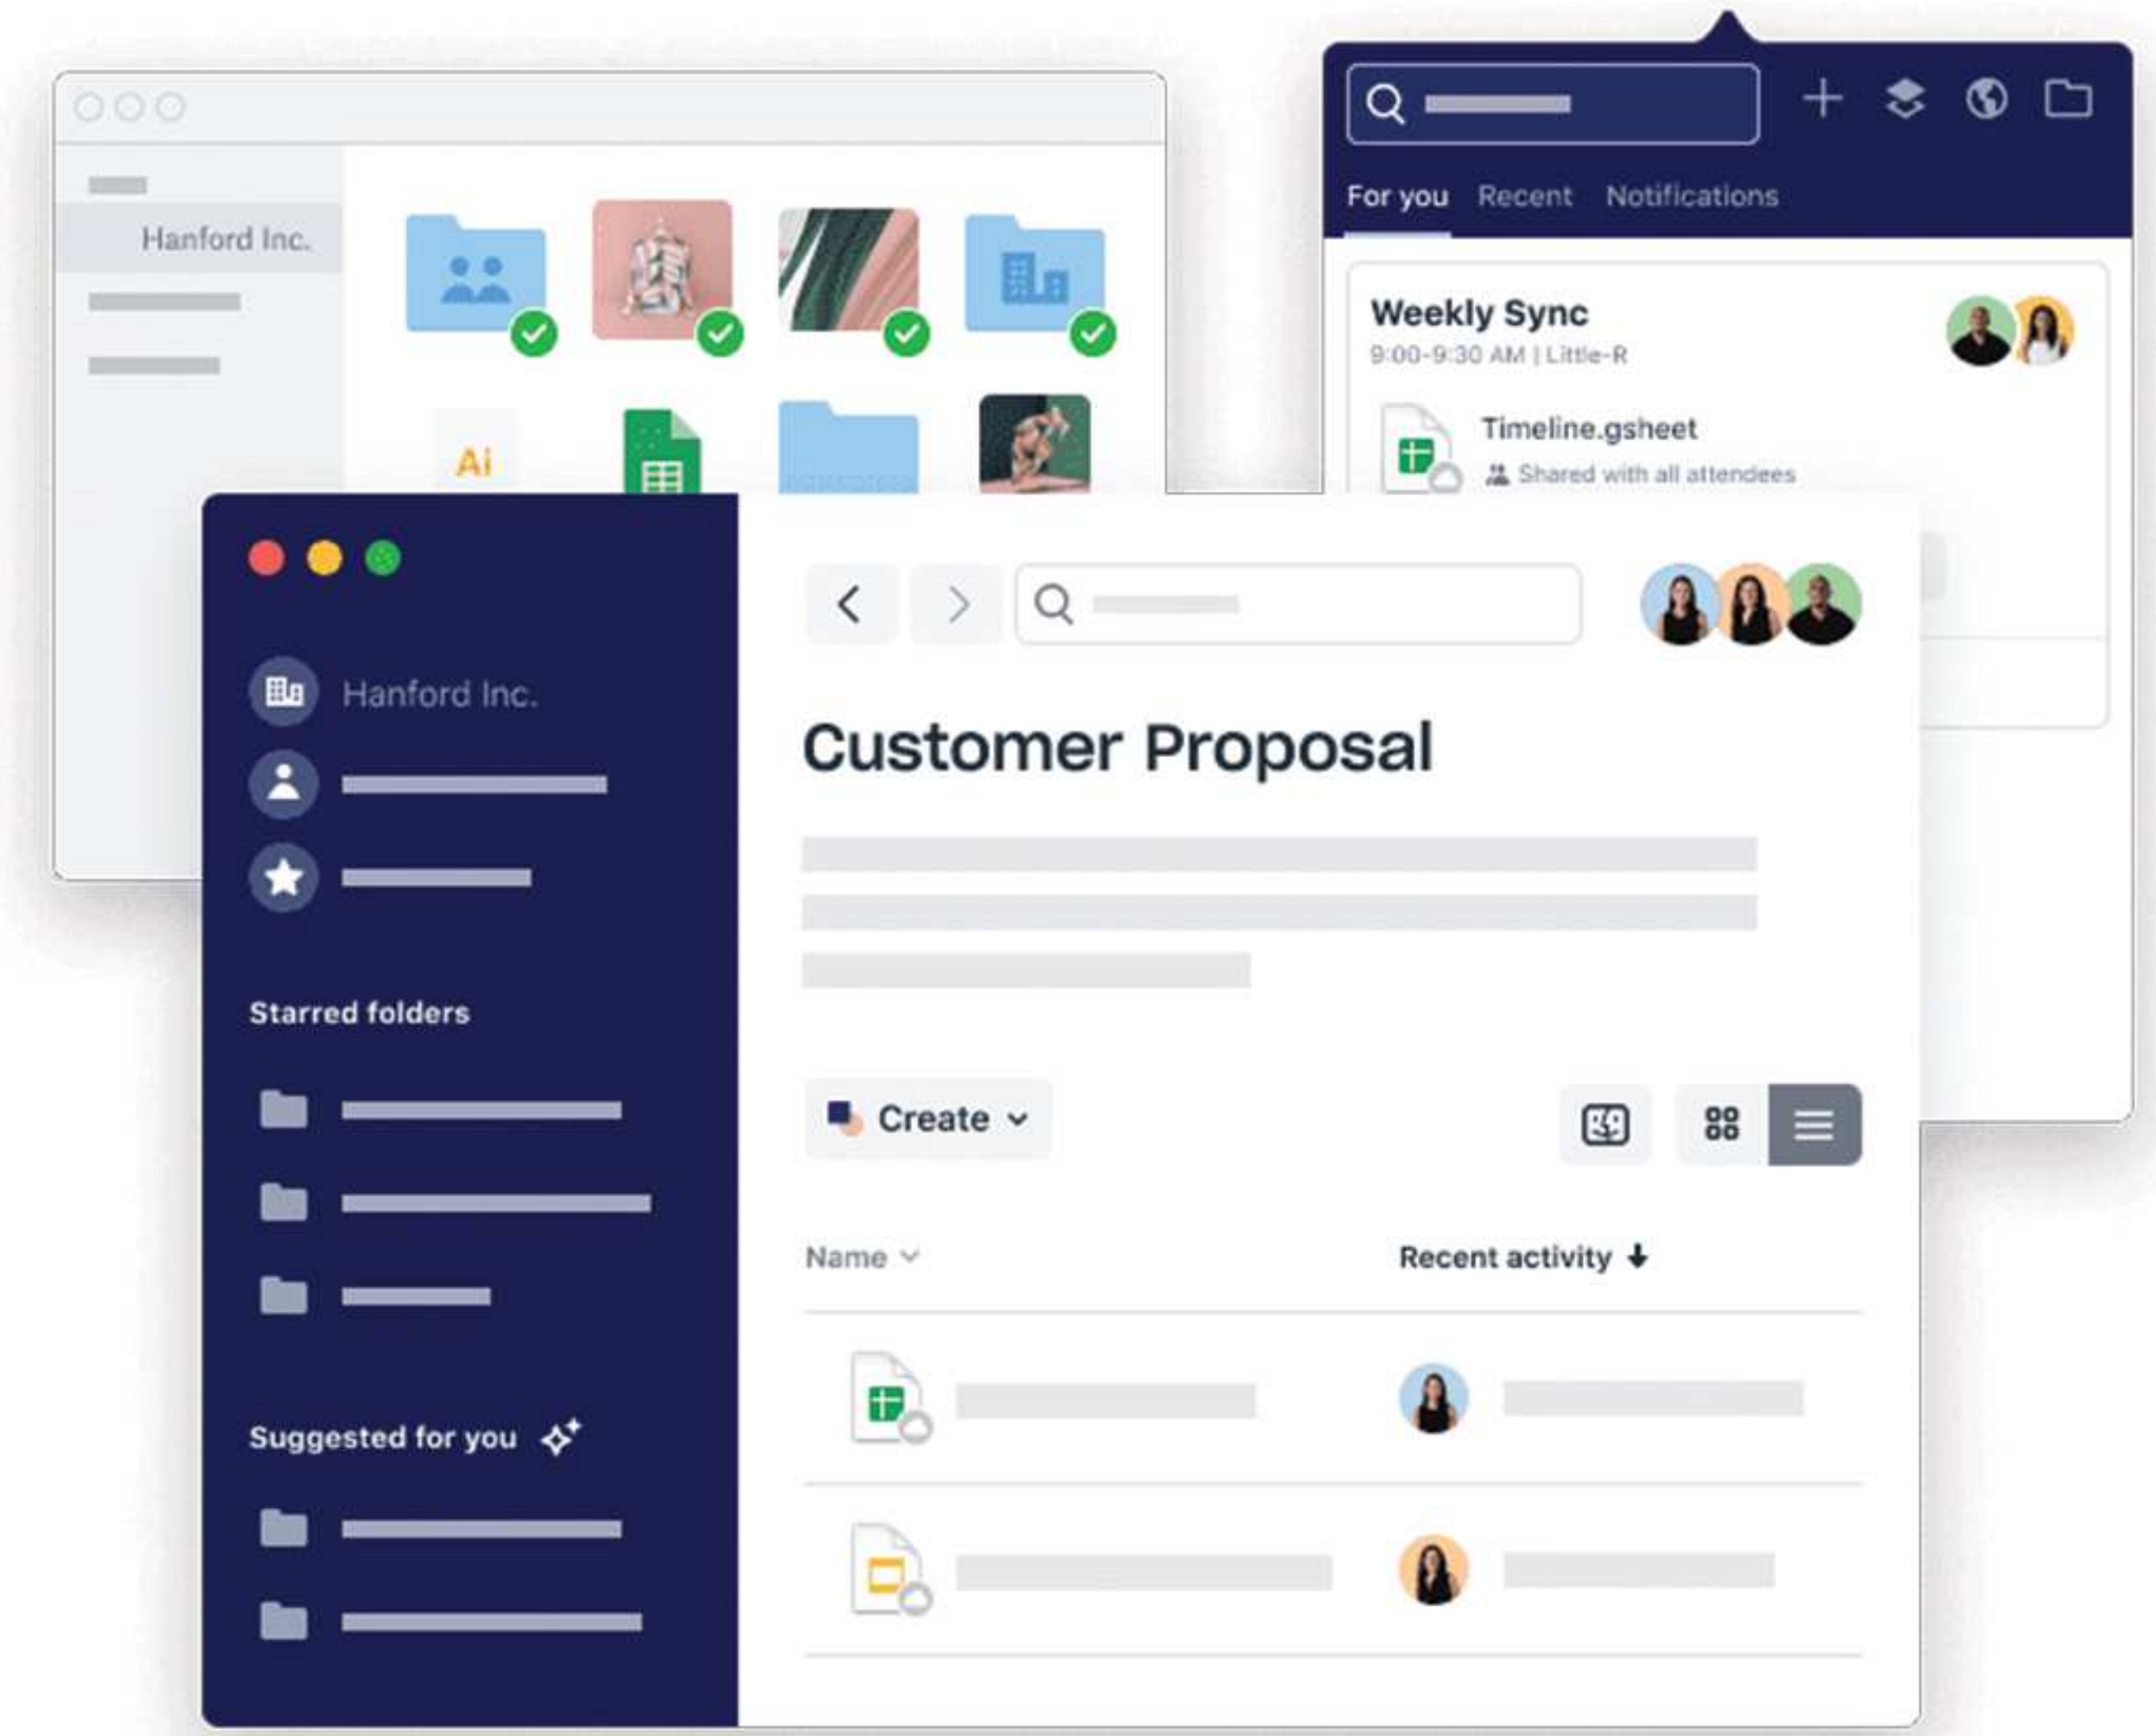 Hanford Inc.
Ai
For you Recent Notifications
Weekly Sync
9:00-9:30 AM | Little-R
Timeline.gsheet
Shared with all attendees
Hanford Inc.
Starred folders
Suggested for you
Customer Proposal
Create
Name Recent activity